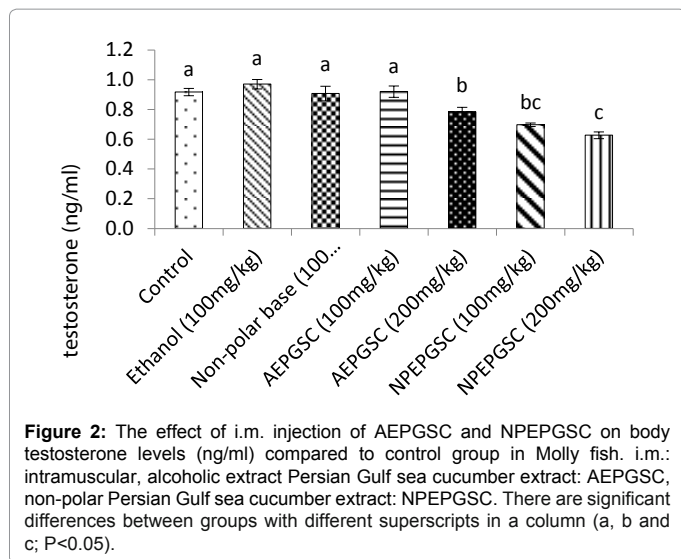 1.2
1.0
0.8
0.6
0.4
0.2
0.0
testosterone (ng/ml)
a
a
a
a
b
bc
c
Control
Ethanol (100mg/kg)
Non-polar base (100...
AEPGSC (100mg/kg)
AEPGSC (200mg/kg)
NPEPGSC (100mg/kg)
NPEPGSC (200mg/kg)
Figure 2: The effect of i.m. injection of AEPGSC and NPEPGSC on body
testosterone levels (ng/ml) compared to control group in Molly fish. i.m.:
intramuscular, alcoholic extract Persian Gulf sea cucumber extract: AEPGSC,
non-polar Persian Gulf sea cucumber extract: NPEPGSC. There are significant
differences between groups with different superscripts in a column (a, b and
c; P<0.05).